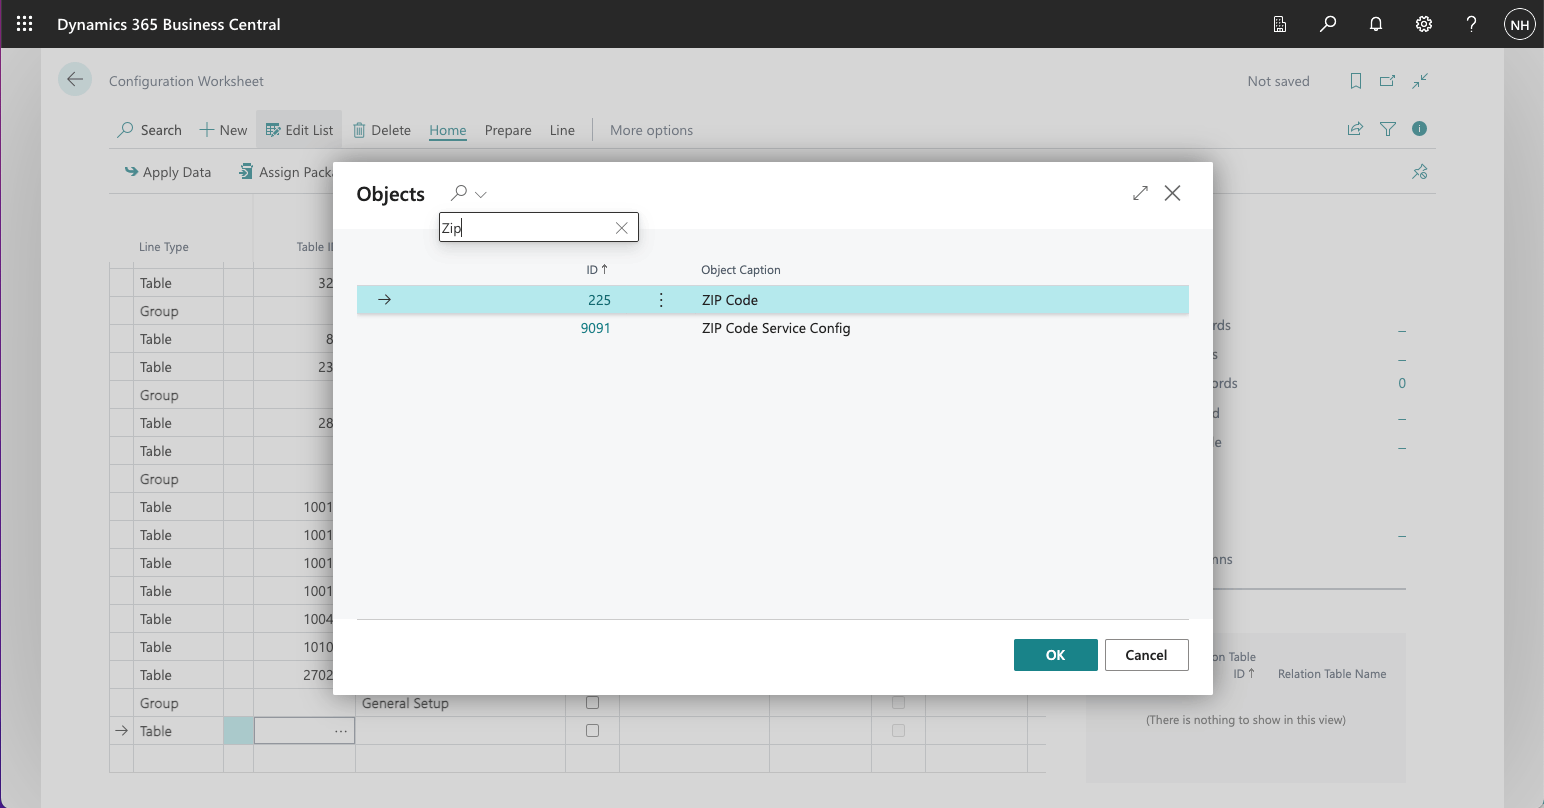 Dynamics 365 Business Central
NH
Configuration Worksheet
Not saved
Search
New
Edit List
Delete
Home
Prepare
Line
More options
Apply Data
Assign Pack
Objects
Zip
Line Type
Table I
ID ↑
Object Caption
225
ZIP Code
9091
ZIP Code Service Config
Table 32
Group
Table 8
Table 23
Group
Table 28
Table
Group
Table 1001
Table 1001
Table 1001
Table 1001
Table 1004
Table 1010
Table 2702
Group General Setup
Table ...
rds _
s _
ords 0
d _
e _
_
mns
OK
Cancel
on Table
ID ↑
Relation Table Name
(There is nothing to show in this view)